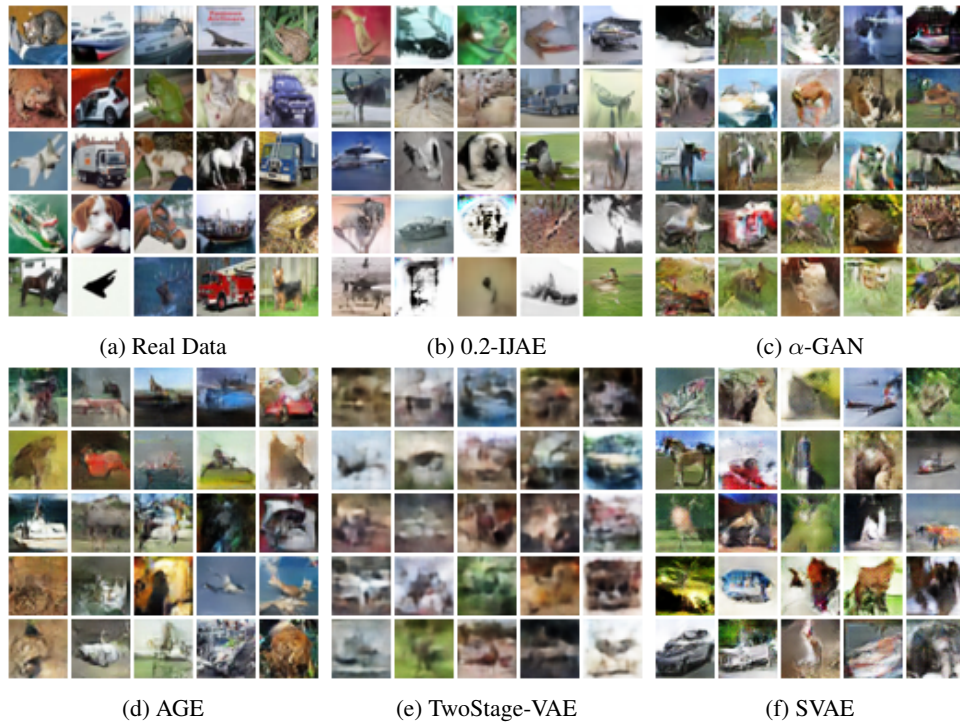 (a) Real Data
(b) 0.2-IJAE
(c) α-GAN
(d) AGE
(e) TwoStage-VAE
(f) SVAE